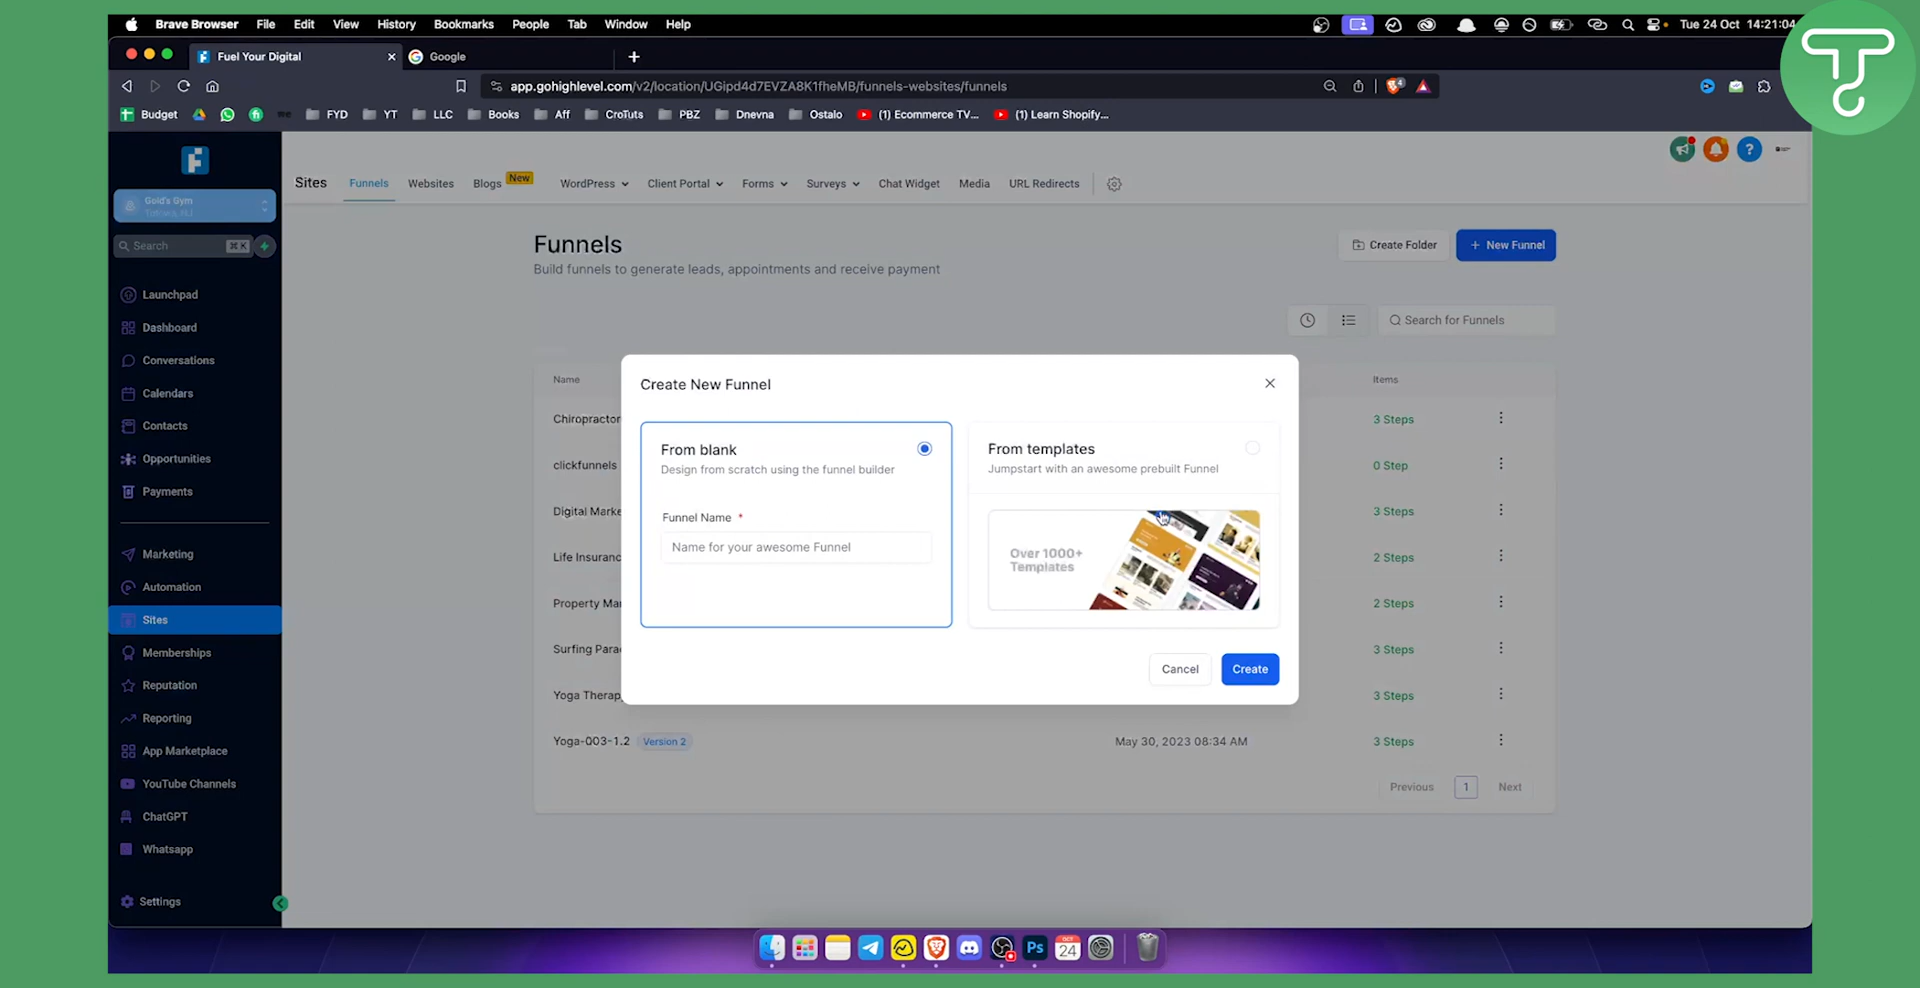 Brave Browser File Edit View History Bookmarks People Tab Window Help Tue 24 Oct 14:21:04
Fuel Your Digital Google
app.gohighlevel.com/v2/location/UGipd4d7EVZA8K1fheMB/funnels-websites/funnels
Budget we FYD YT LLC Books Aff CroTuts PBZ Dnevna Ostalo (1) Ecommerce TV... (1) Learn Shopify...
Sites Funnels Websites Blogs New WordPress Client Portal Forms Surveys Chat Widget Media URL Redirects
Gold's Gym
Search ⌘ K
Launchpad
Dashboard
Conversations
Calendars
Contacts
Opportunities
Payments
Marketing
Automation
Sites
Memberships
Reputation
Reporting
App Marketplace
YouTube Channels
ChatGPT
Whatsapp
Settings
Funnels
Build funnels to generate leads, appointments and receive payment
Create Folder + New Funnel
Search for Funnels
Name Items
Chiropractor 3 Steps
clickfunnels 0 Step
Digital Marke 3 Steps
Life Insuranc 2 Steps
Property Mar 2 Steps
Surfing Para 3 Steps
Yoga Therap 3 Steps
Yoga-003-1.2 Version 2 May 30, 2023 08:34 AM 3 Steps
Previous 1 Next
Create New Funnel
From blank
Design from scratch using the funnel builder
Funnel Name *
Name for your awesome Funnel
From templates
Jumpstart with an awesome prebuilt Funnel
Over 1000+
Templates
Cancel Create
Ps OCT 24